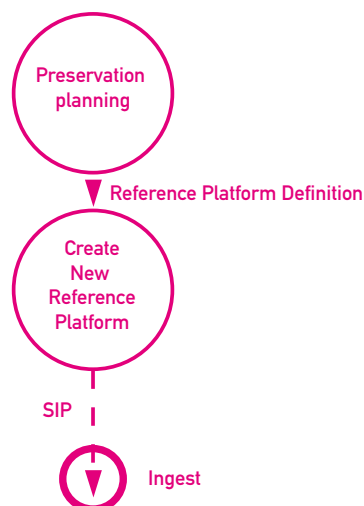 Preservation
planning
Reference Platform Definition
Create
New
Reference
Platform
SIP
Ingest